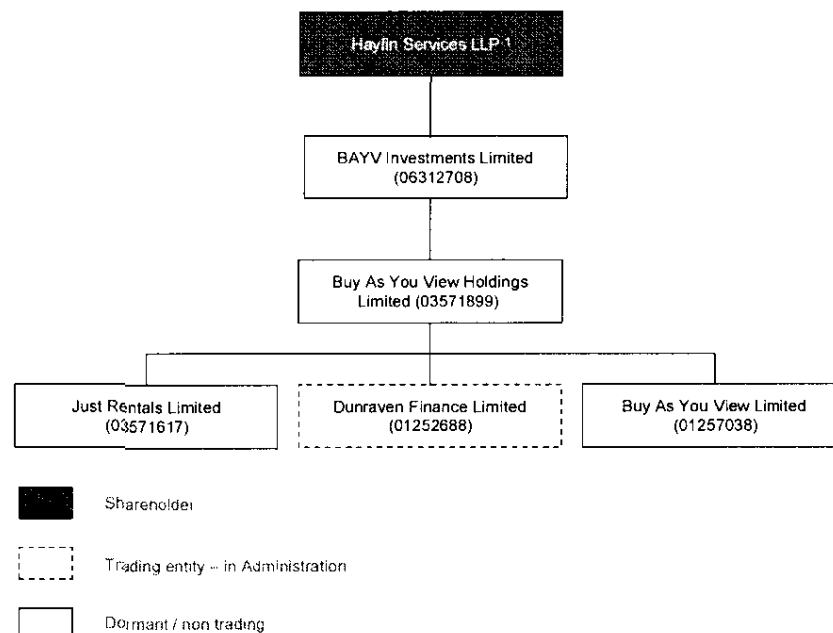 Hayfin Services LLP 1
BAYV Investments Limited
(06312708)
Buy As You View Holdings
Limited (03571899)
Just Rentals Limited
(03571617)
Dunraven Finance Limited
(01252688)
Buy As You View Limited
(01257038)
Shareholder
Trading entity – in Administration
Dormant / non trading